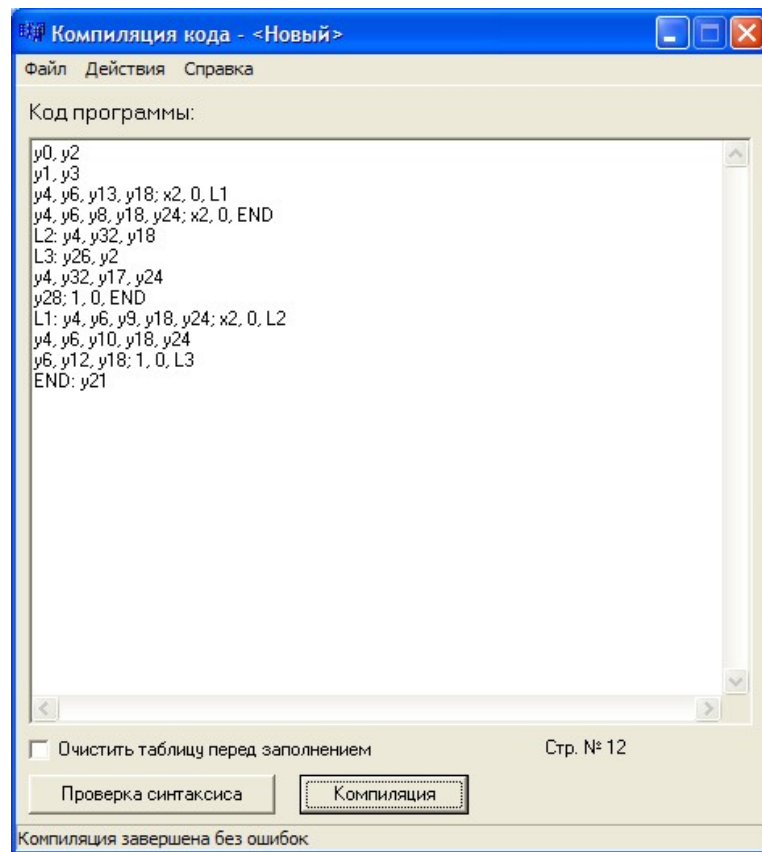 Компиляция кода - <Новый>
Файл Действия Справка
Код программы:
y0, y2
y1, y3
y4, y6, y13, y18; x2, 0, L1
y4, y6, y8, y18, y24; x2, 0, END
L2: y4, y32, y18
L3: y26, y2
y4, y32, y17, y24
y28; 1, 0, END
L1: y4, y6, y9, y18, y24; x2, 0, L2
y4, y6, y10, y18, y24
y6, y12, y18; 1, 0, L3
END: y21
Очистить таблицу перед заполнением Стр. № 12
Проверка синтаксиса Компиляция
Компиляция завершена без ошибок